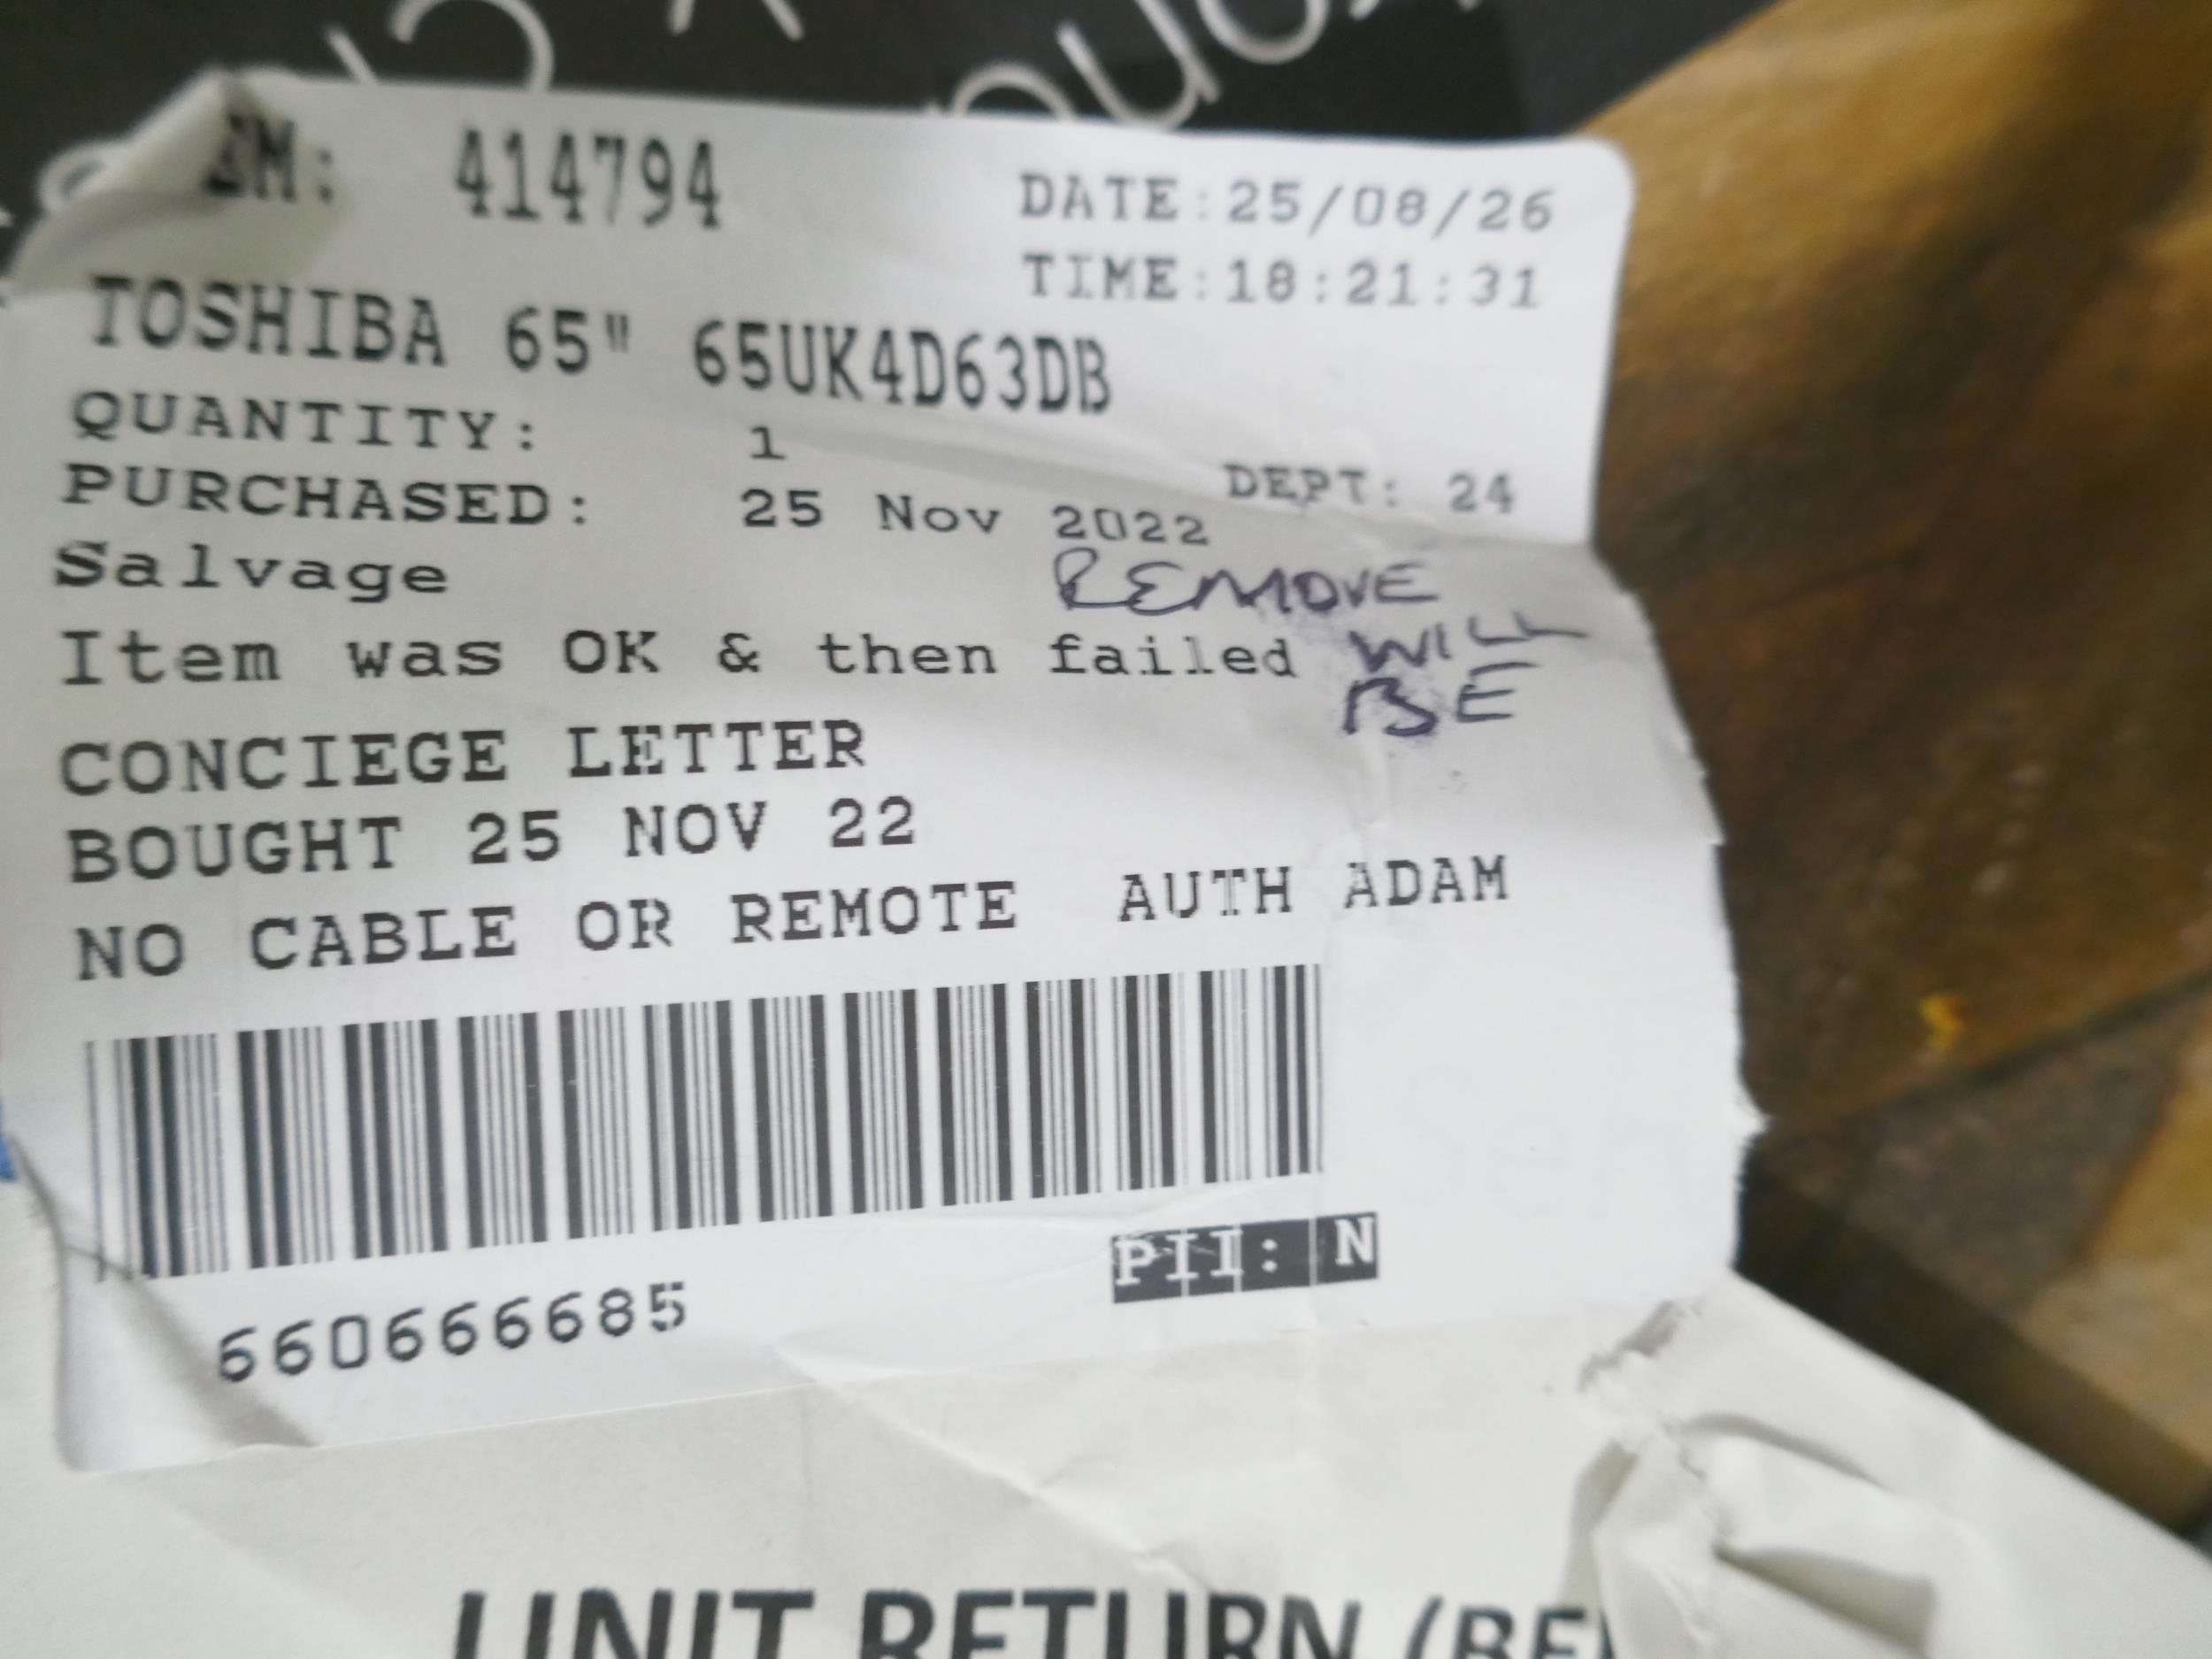 EM: 414794
DATE:25/08/26
TIME:18:21:31
TOSHIBA 65" 65UK4D63DB
QUANTITY: 1
DEPT: 24
PURCHASED: 25 Nov 2022
Salvage
REMOVE
Item was OK & then failed
WILL
BE
CONCIEGE LETTER
BOUGHT 25 NOV 22
NO CABLE OR REMOTE AUTH ADAM
660666685
PII: N
UNIT RETURN